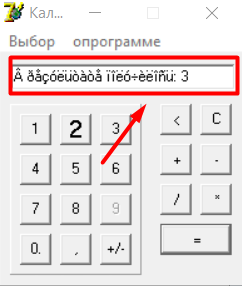 Кал...
Выбор опрограмме
Â ðåçóëüòàòå ïîëó÷èëîñü: 3
1 2 3 < C
4 5 6 + -
7 8 9 / *
0. , +/- =